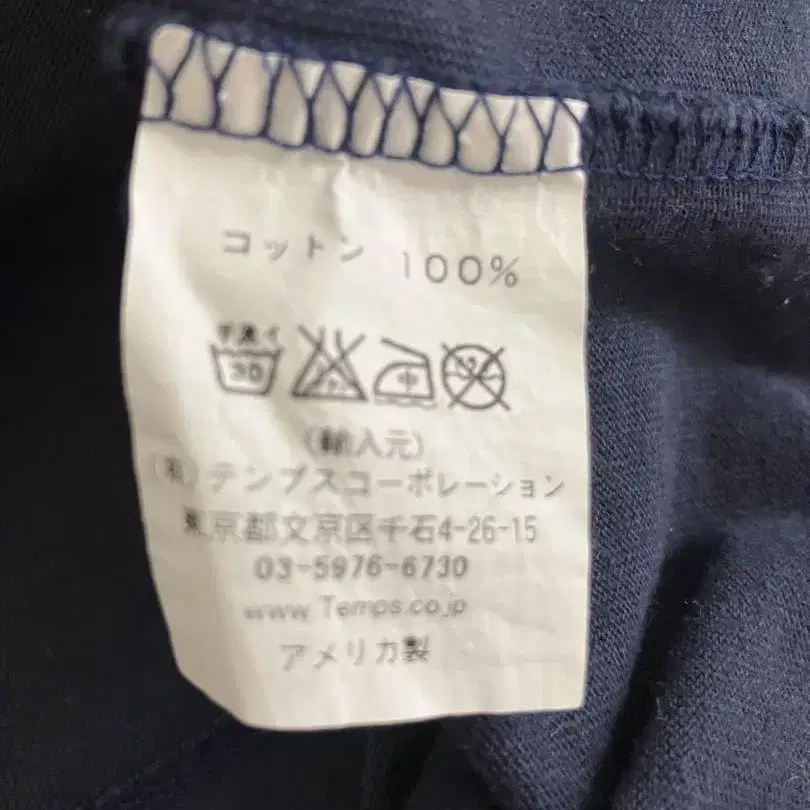 コットン 100%
手洗イ
30 中
(輸入元)
(有)テンプスコーポレーション
東京都文京区千石4-26-15
03-5976-6730
www.Temps.co.jp
アメリカ製